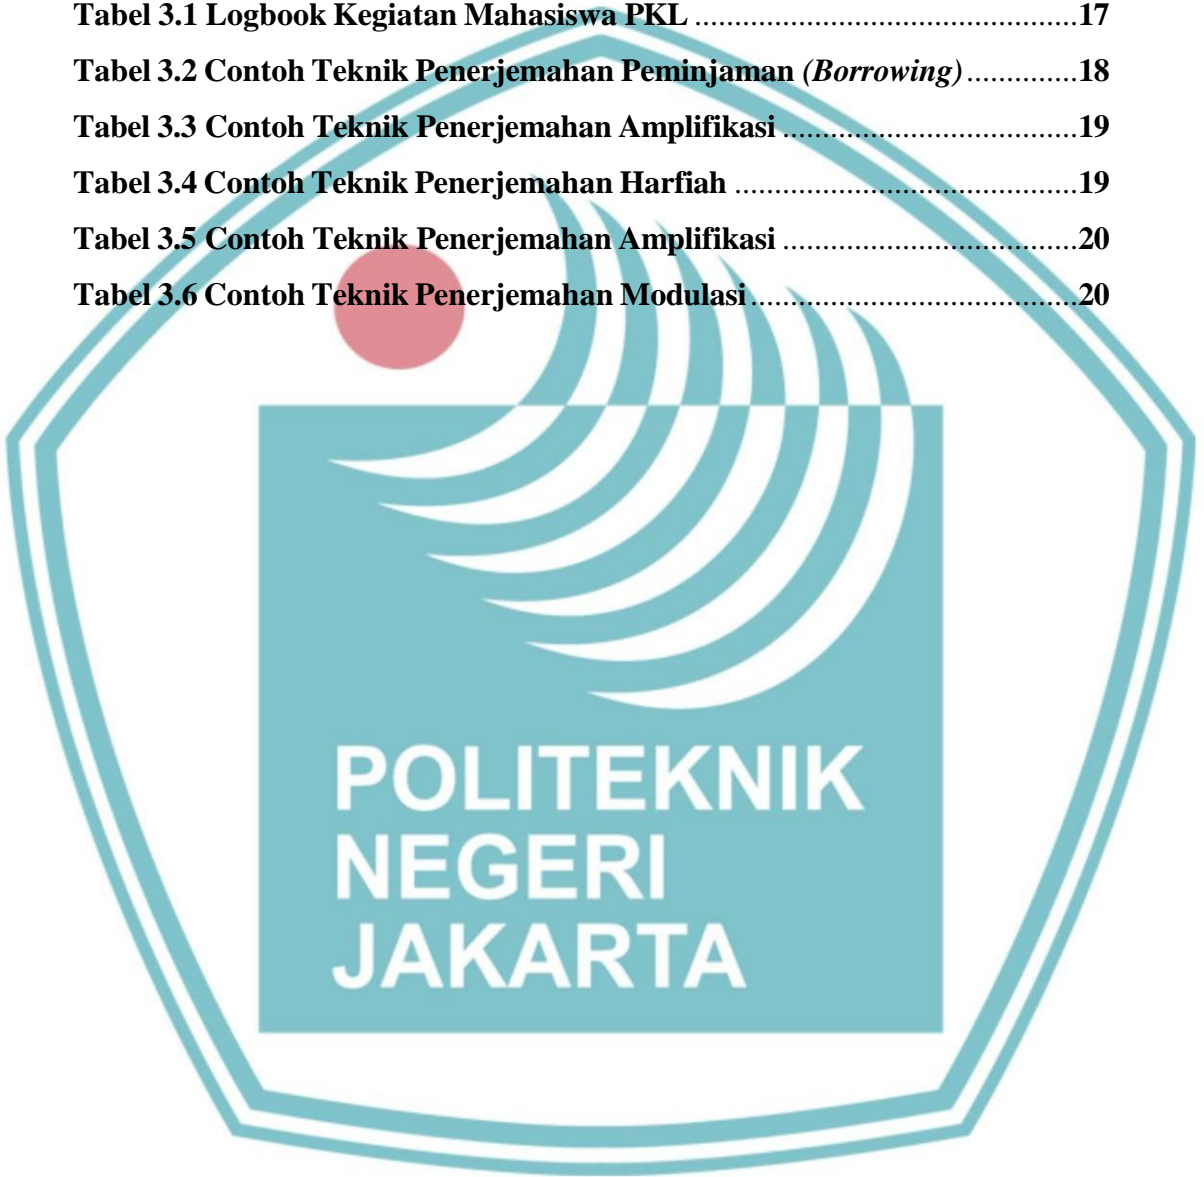 Tabel 3.1 Logbook Kegiatan Mahasiswa PKL ................................................17
Tabel 3.2 Contoh Teknik Penerjemahan Peminjaman (Borrowing)..............18
Tabel 3.3 Contoh Teknik Penerjemahan Amplifikasi .....................................19
Tabel 3.4 Contoh Teknik Penerjemahan Harfiah ...........................................19
Tabel 3.5 Contoh Teknik Penerjemahan Amplifikasi .....................................20
Tabel 3.6 Contoh Teknik Penerjemahan Modulasi.........................................20
POLITEKNIK
NEGERI
JAKARTA